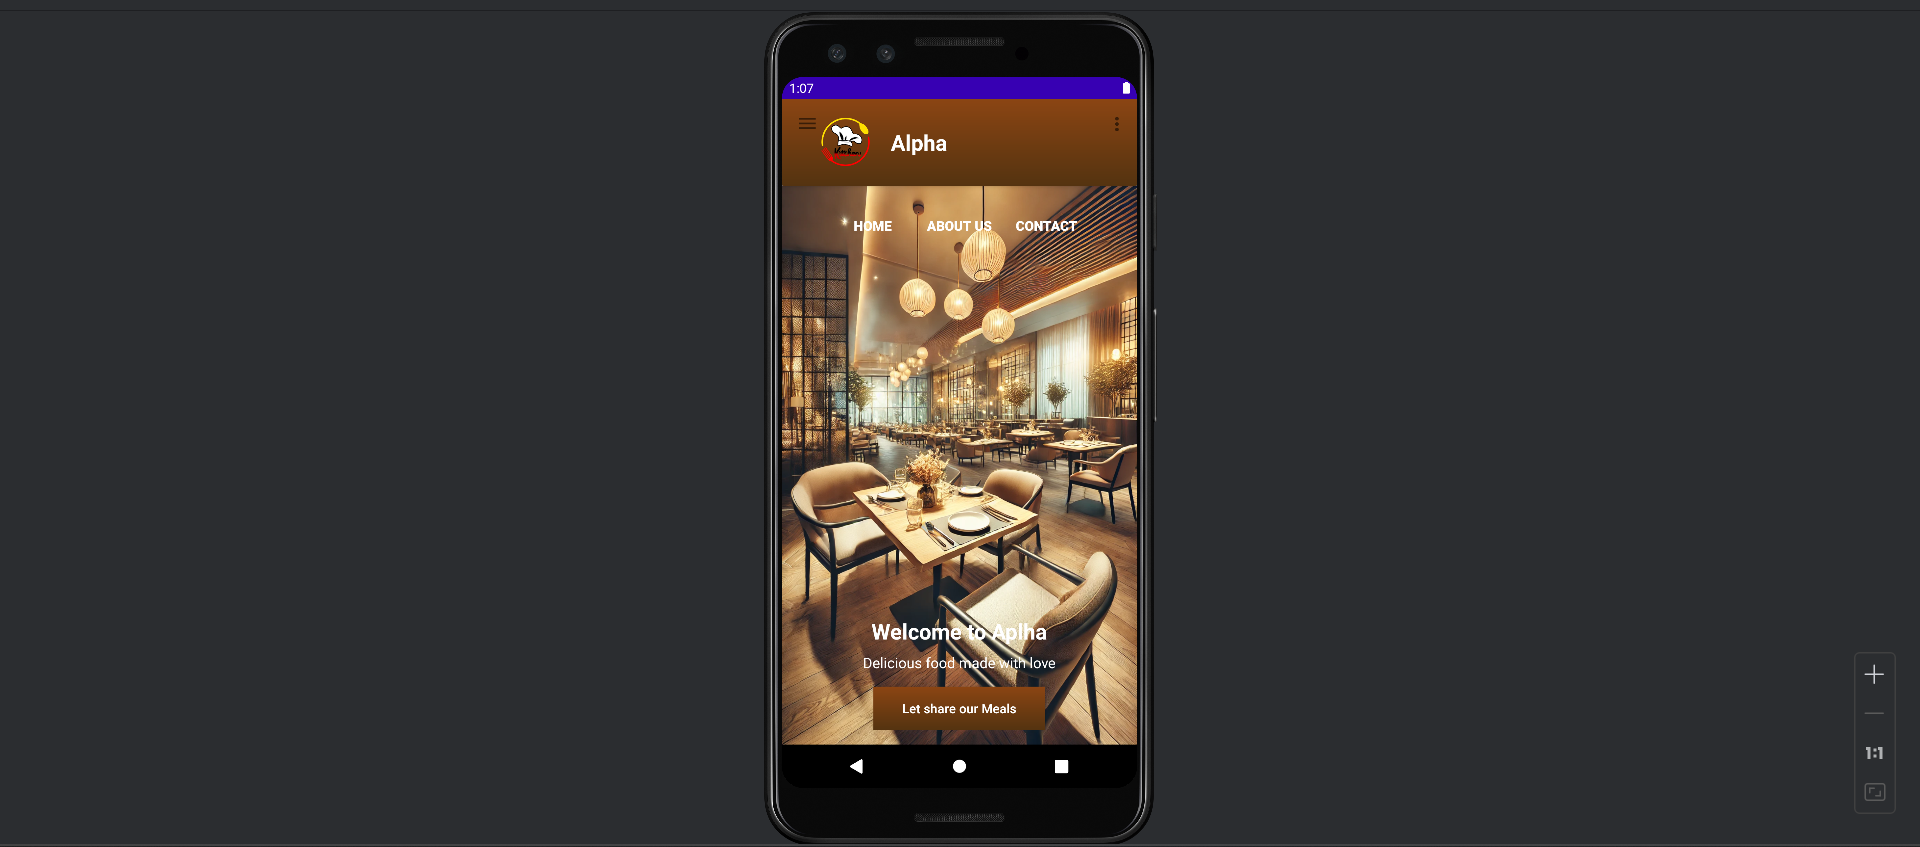 1:07
Alpha
HOME ABOUT US CONTACT
Welcome to Aplha
Delicious food made with love
Let share our Meals
1:1